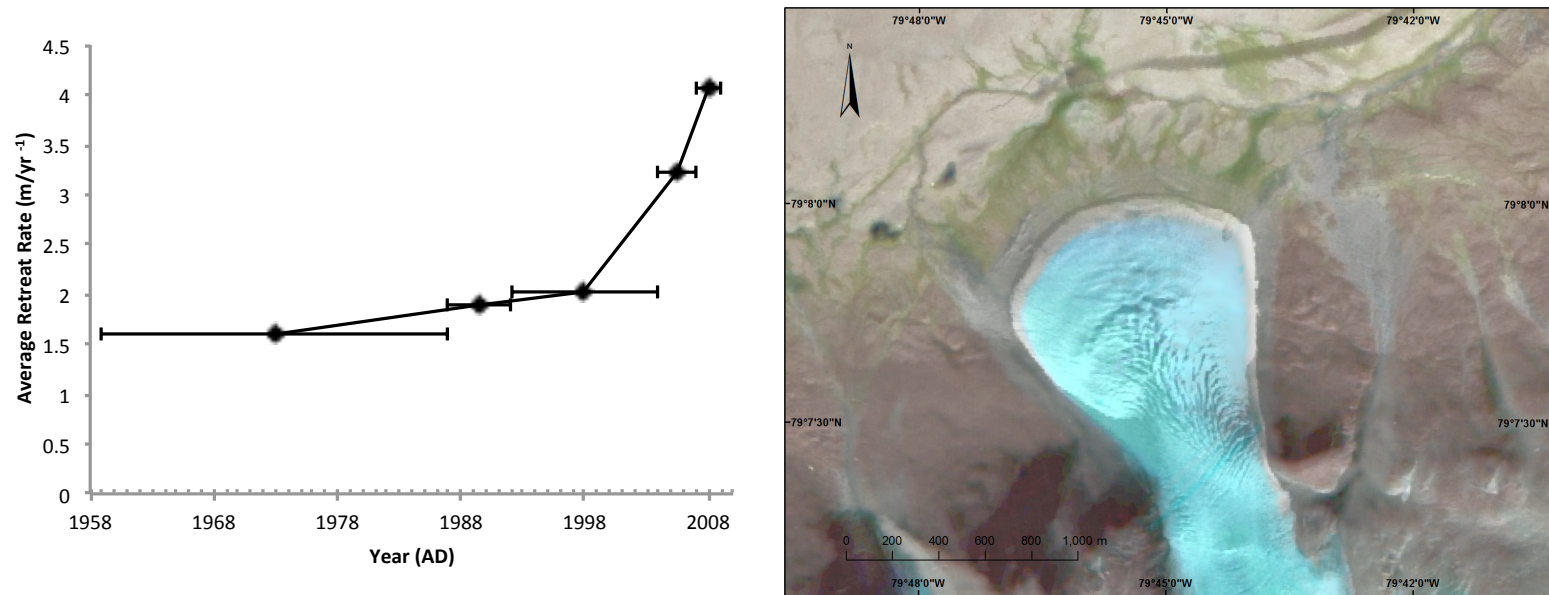 4.5
4
3.5
3
2.5
2
1.5
1
0.5
0
Average Retreat Rate (m/yr -1)
1958 1968 1978 1988 1998 2008
Year (AD)
79°48'0"W 79°45'0"W 79°42'0"W
N
79°8'0"N 79°8'0"N
79°7'30"N 79°7'30"N
0 200 400 600 800 1,000 m
79°48'0"W 79°45'0"W 79°42'0"W